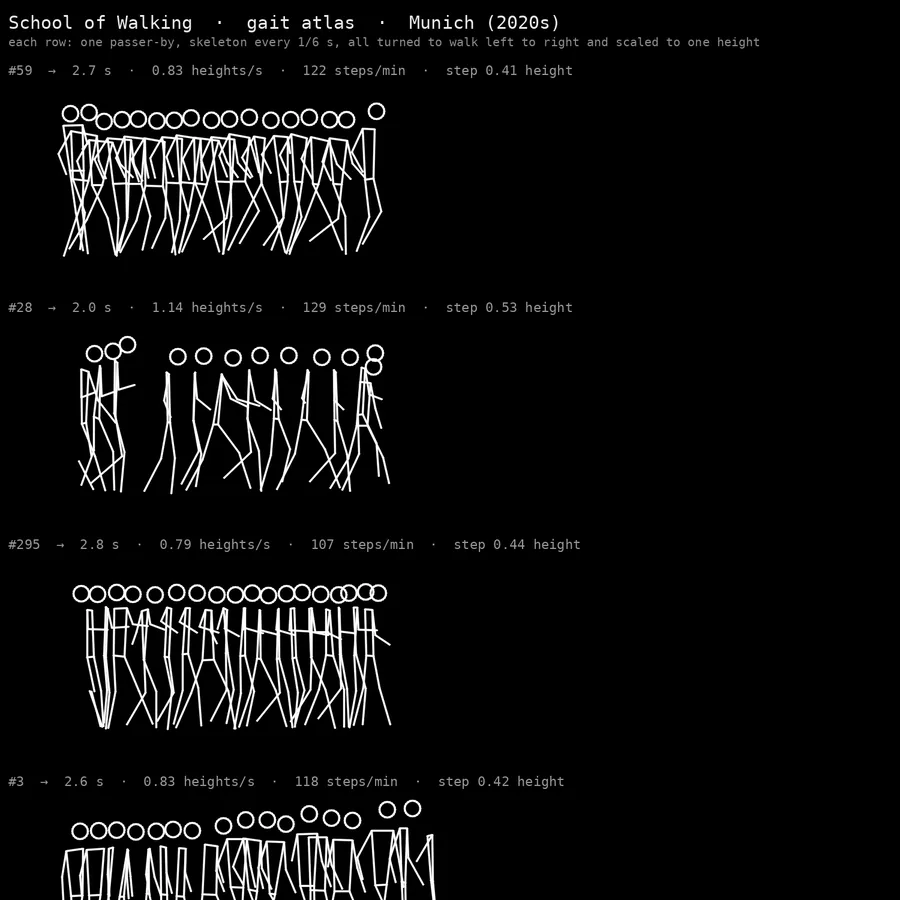 School of Walking · gait atlas · Munich (2020s)
each row: one passer-by, skeleton every 1/6 s, all turned to walk left to right and scaled to one height
#59 → 2.7 s · 0.83 heights/s · 122 steps/min · step 0.41 height
#28 → 2.0 s · 1.14 heights/s · 129 steps/min · step 0.53 height
#295 → 2.8 s · 0.79 heights/s · 107 steps/min · step 0.44 height
#3 → 2.6 s · 0.83 heights/s · 118 steps/min · step 0.42 height